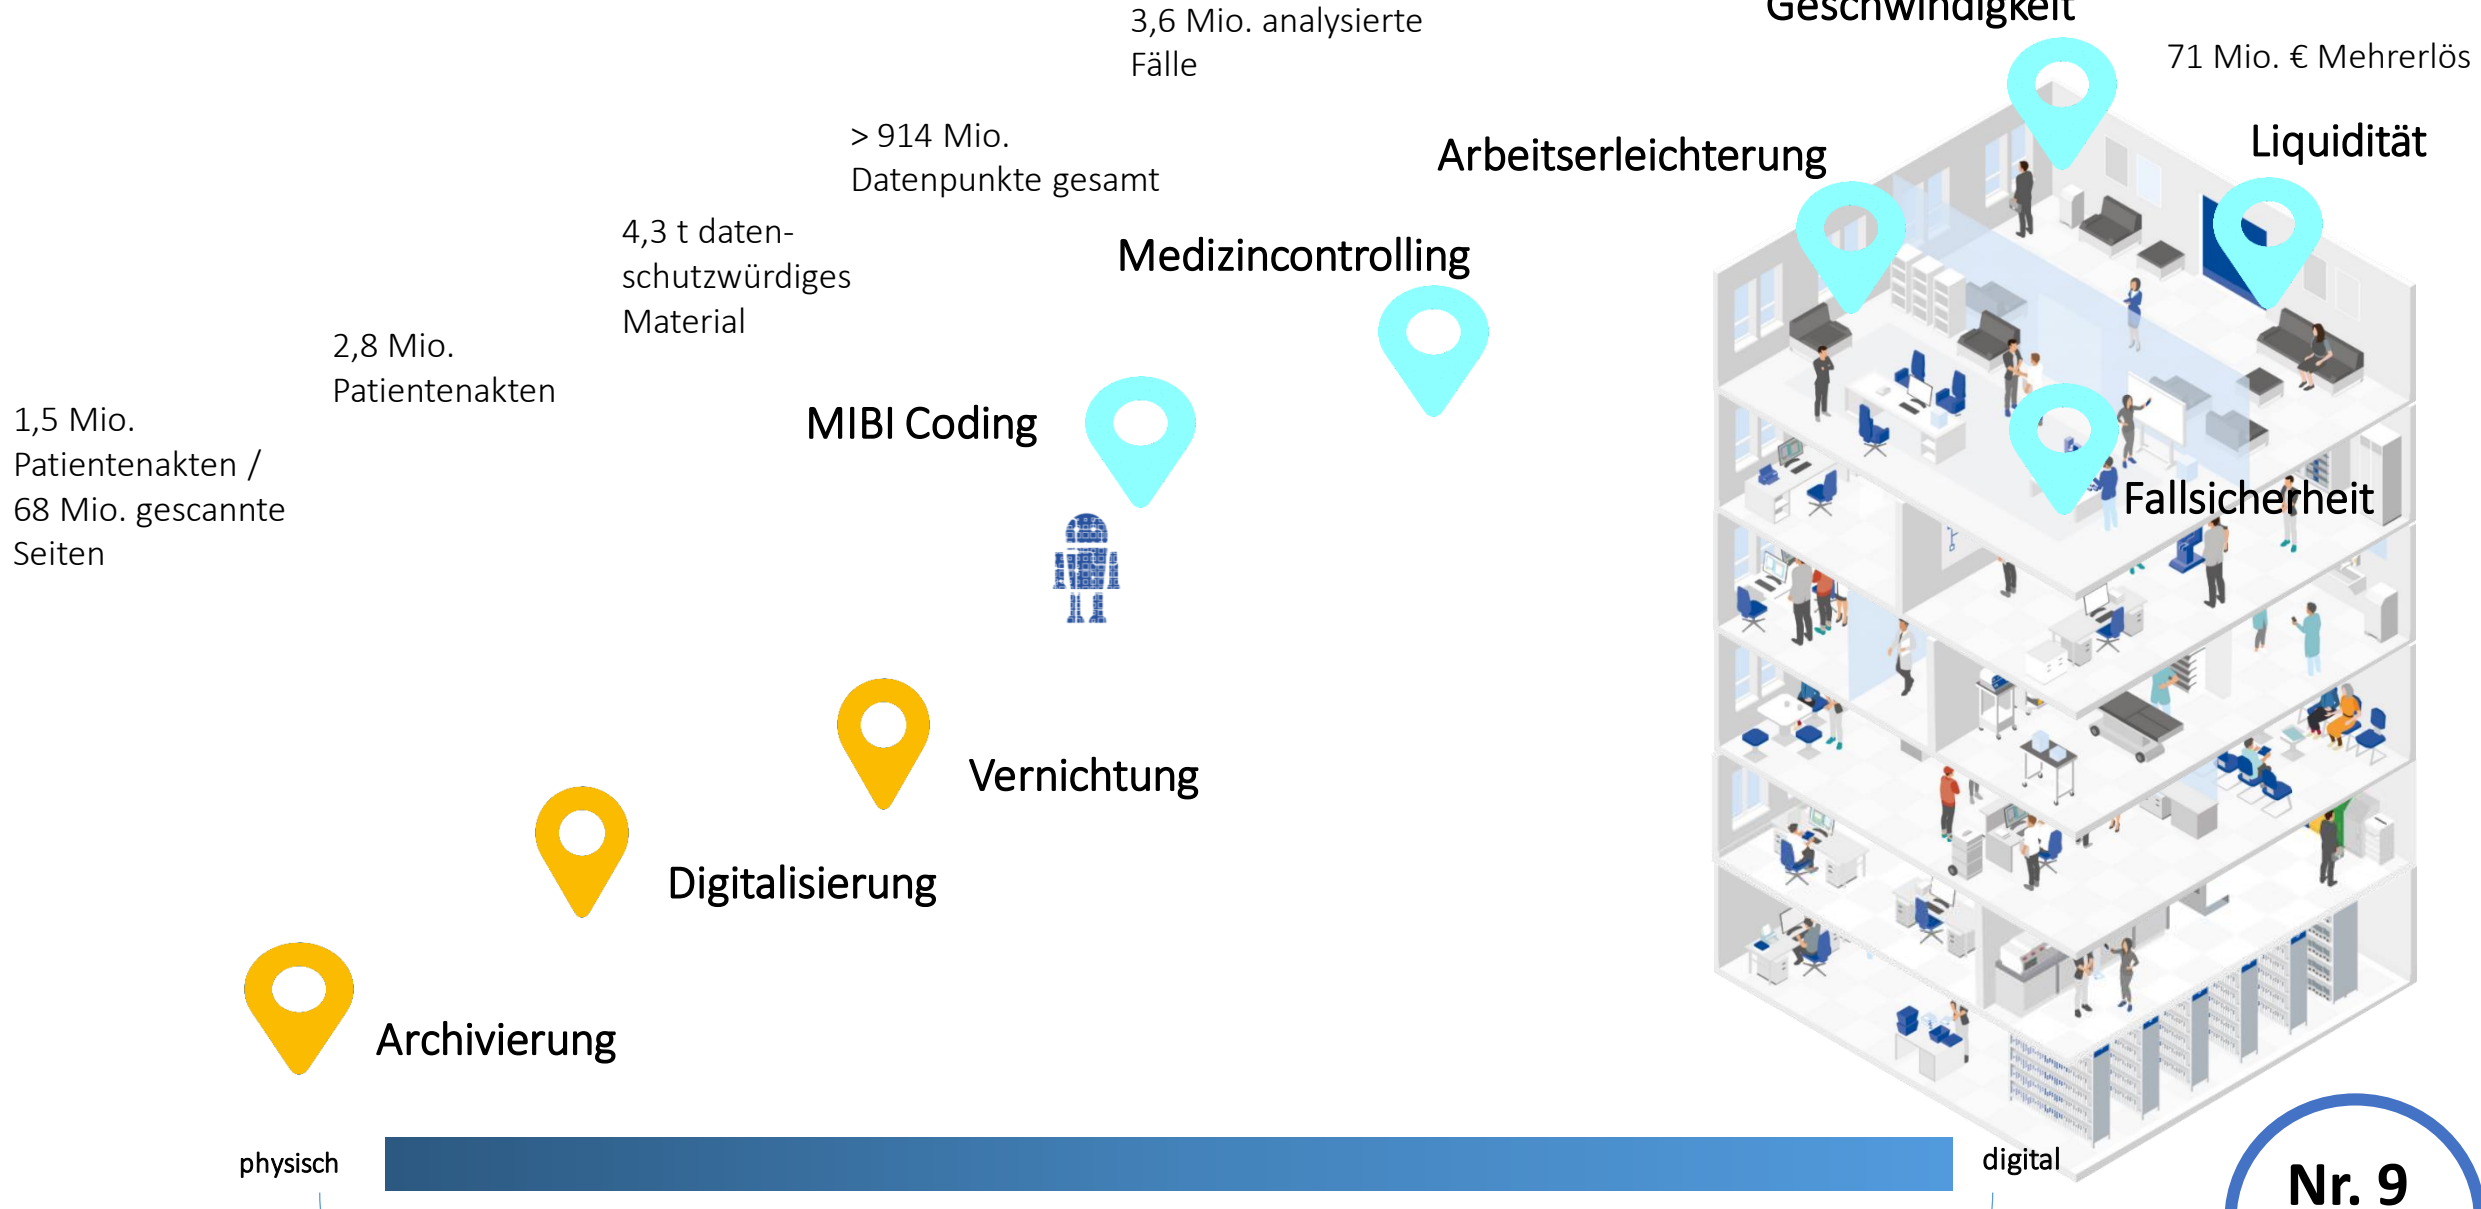 3,6 Mio. analysierte
Fälle
Geschwindigkeit
71 Mio. € Mehrerlös
> 914 Mio.
Datenpunkte gesamt
Arbeitserleichterung
Liquidität
4,3 t daten-
schutzwürdiges
Material
Medizincontrolling
2,8 Mio.
Patientenakten
1,5 Mio.
Patientenakten /
68 Mio. gescannte
Seiten
MIBI Coding
Fallsicherheit
Vernichtung
Digitalisierung
Archivierung
physisch
digital
Nr. 9